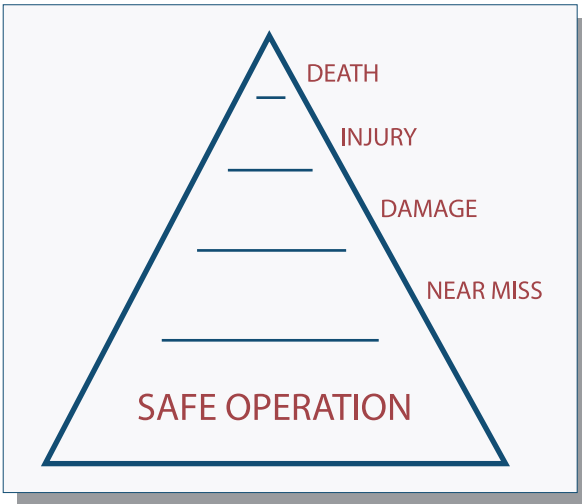 DEATH
INJURY
DAMAGE
NEAR MISS
SAFE OPERATION